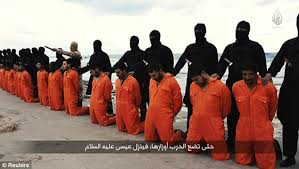 حتى تضع الحرب أوزارها، فينزل عيسى عليه السلام
© Reuters